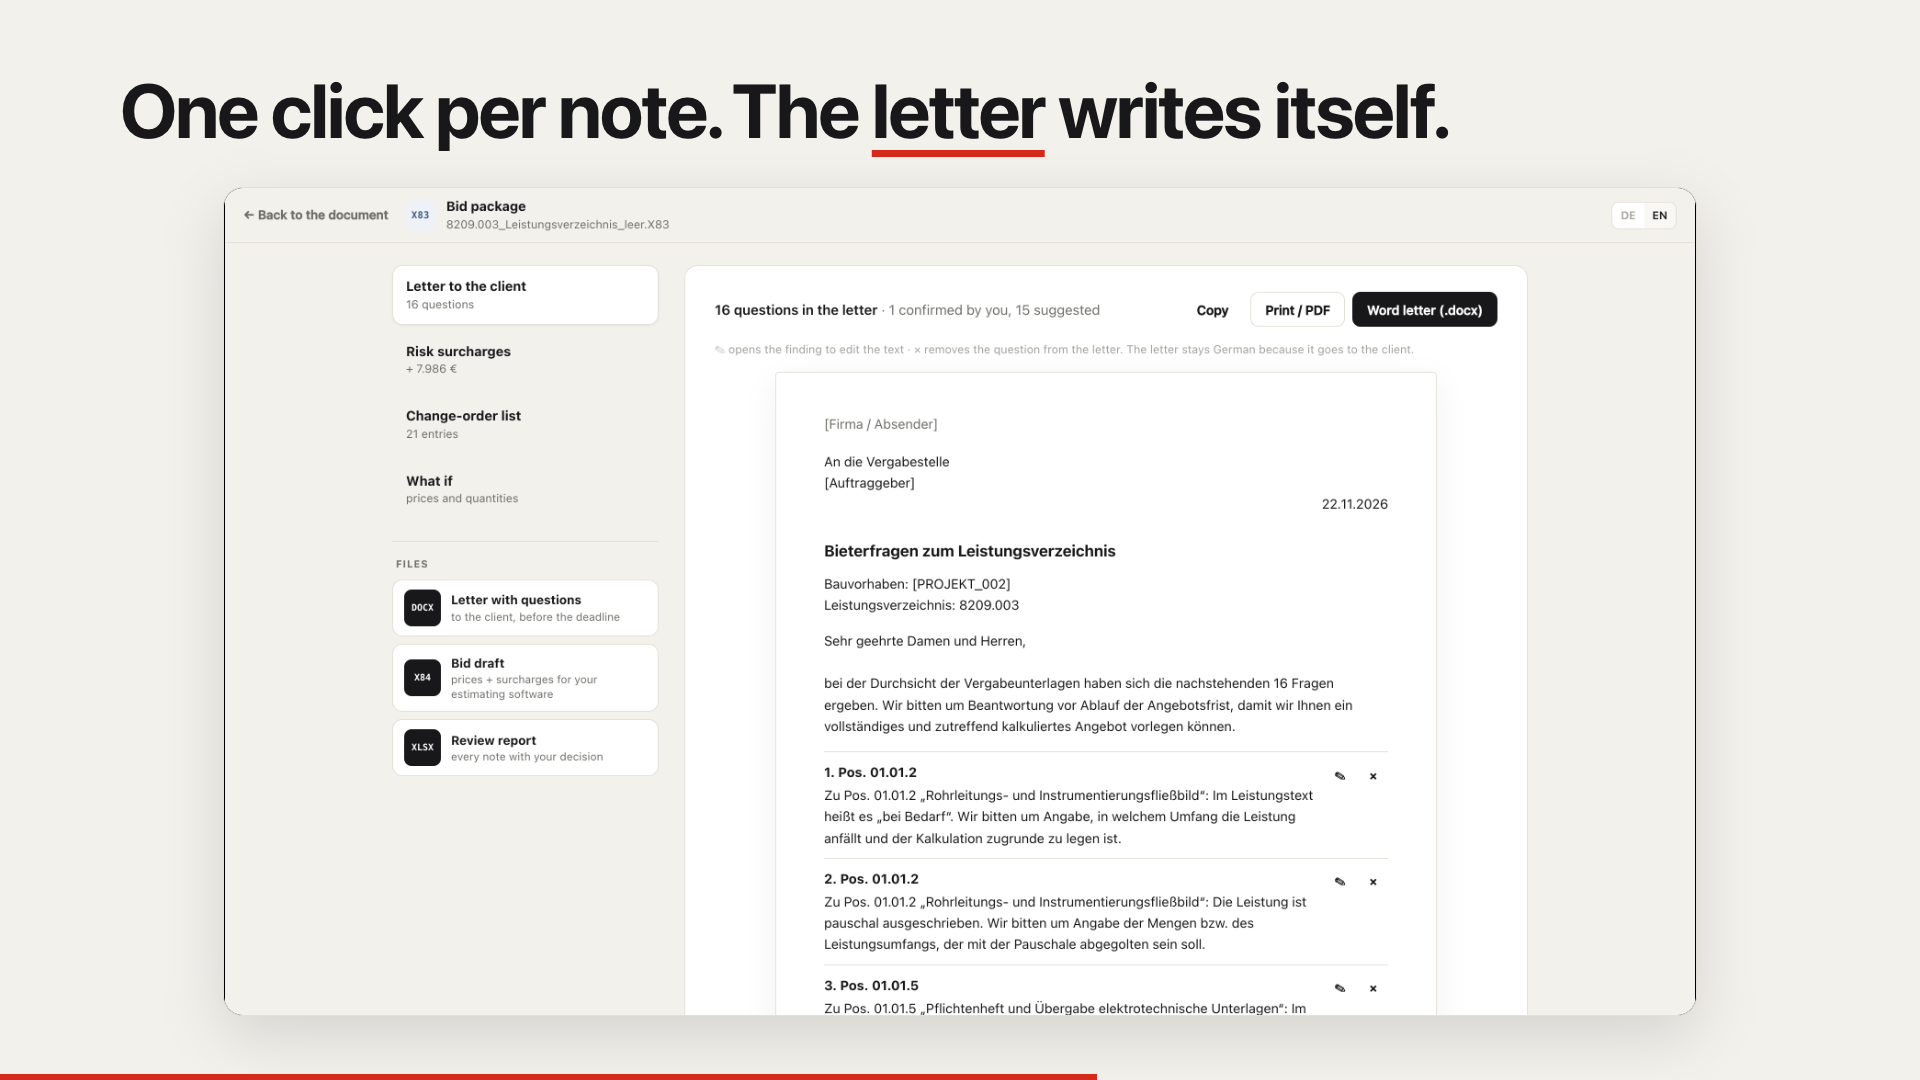 One click per note. The letter writes itself.
← Back to the document
X83
Bid package
8209.003_Leistungsverzeichnis_leer.X83
DE EN
Letter to the client
16 questions
Risk surcharges
+ 7.986 €
Change-order list
21 entries
What if
prices and quantities
FILES
DOCX
Letter with questions
to the client, before the deadline
X84
Bid draft
prices + surcharges for your
estimating software
XLSX
Review report
every note with your decision
16 questions in the letter · 1 confirmed by you, 15 suggested
Copy
Print / PDF
Word letter (.docx)
✎ opens the finding to edit the text · × removes the question from the letter. The letter stays German because it goes to the client.
[Firma / Absender]
An die Vergabestelle
[Auftraggeber]
22.11.2026
Bieterfragen zum Leistungsverzeichnis
Bauvorhaben: [PROJEKT_002]
Leistungsverzeichnis: 8209.003
Sehr geehrte Damen und Herren,
bei der Durchsicht der Vergabeunterlagen haben sich die nachstehenden 16 Fragen
ergeben. Wir bitten um Beantwortung vor Ablauf der Angebotsfrist, damit wir Ihnen ein
vollständiges und zutreffend kalkuliertes Angebot vorlegen können.
1. Pos. 01.01.2 ✎ ×
Zu Pos. 01.01.2 „Rohrleitungs- und Instrumentierungsfließbild“: Im Leistungstext
heißt es „bei Bedarf“. Wir bitten um Angabe, in welchem Umfang die Leistung
anfällt und der Kalkulation zugrunde zu legen ist.
2. Pos. 01.01.2 ✎ ×
Zu Pos. 01.01.2 „Rohrleitungs- und Instrumentierungsfließbild“: Die Leistung ist
pauschal ausgeschrieben. Wir bitten um Angabe der Mengen bzw. des
Leistungsumfangs, der mit der Pauschale abgegolten sein soll.
3. Pos. 01.01.5 ✎ ×
Zu Pos. 01.01.5 „Pflichtenheft und Übergabe elektrotechnische Unterlagen“: Im